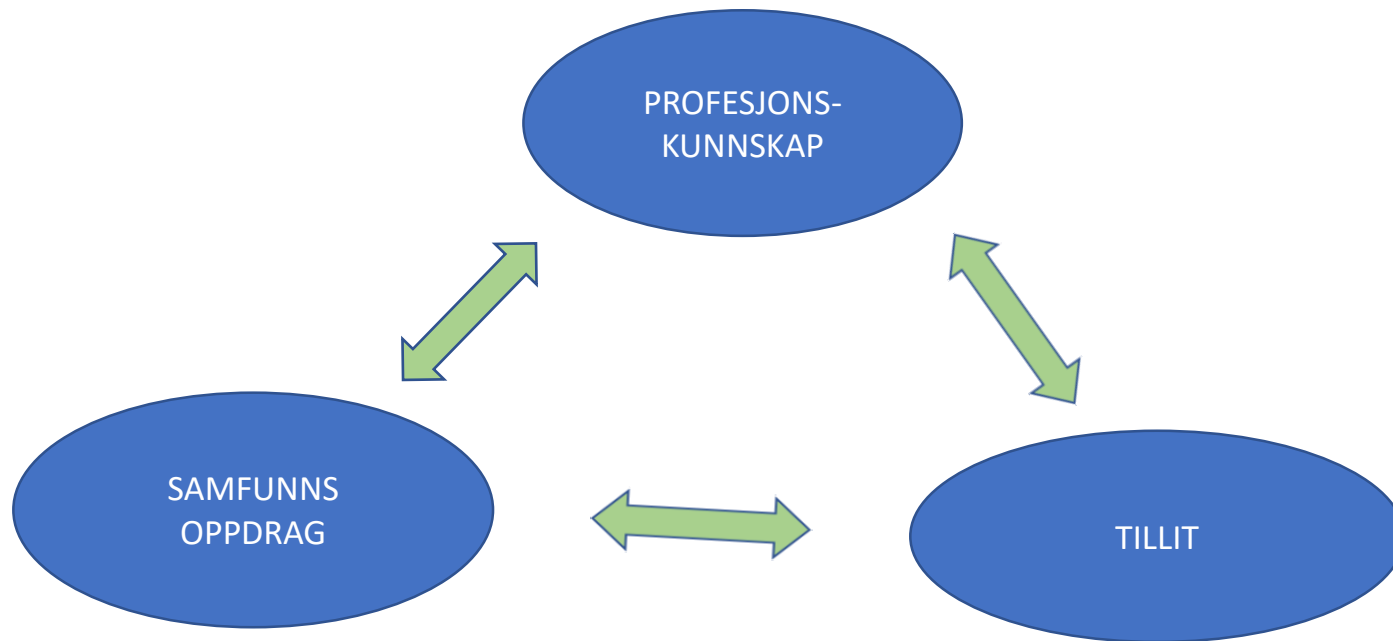 PROFESJONS-
KUNNSKAP
SAMFUNNS
OPPDRAG
TILLIT